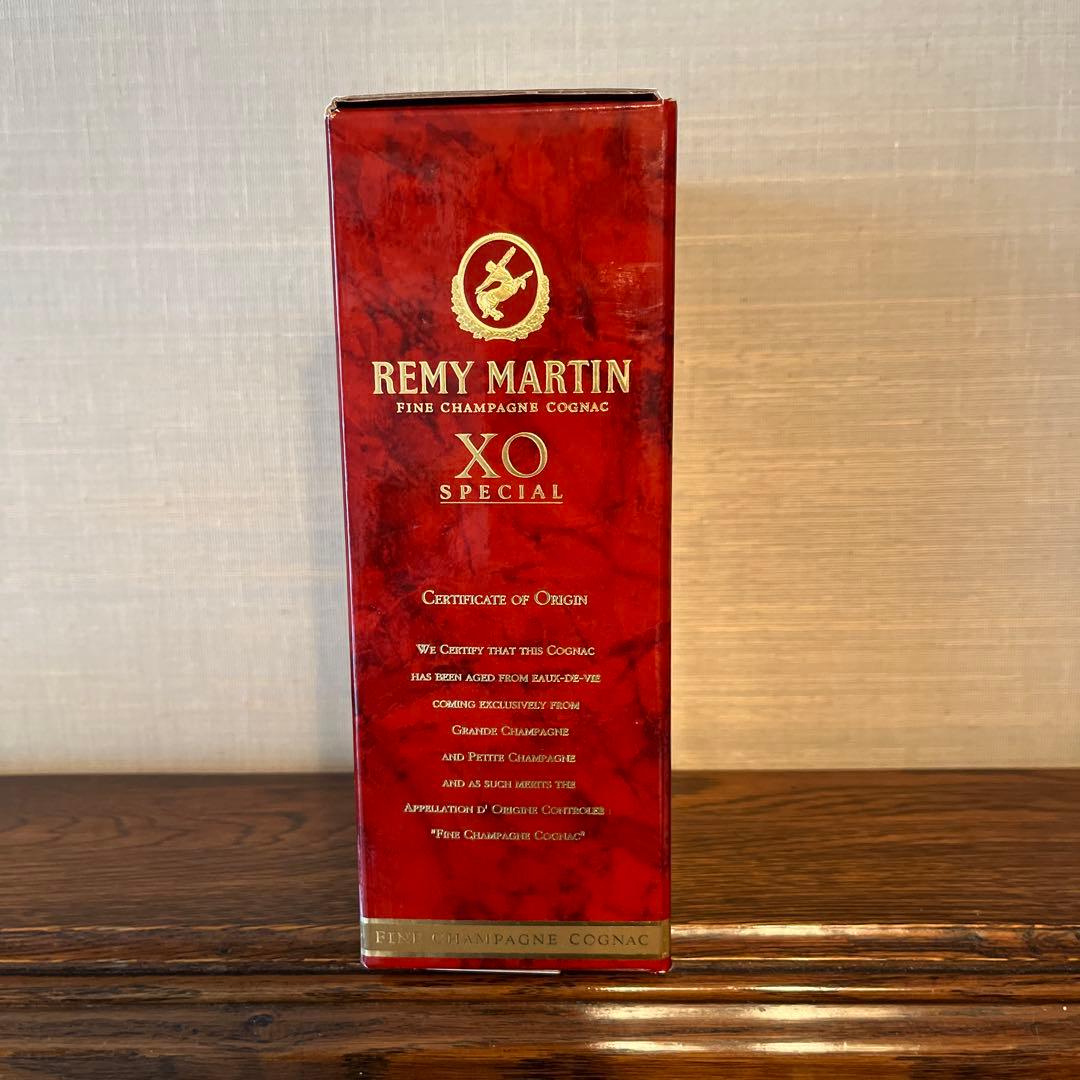 REMY MARTIN
FINE CHAMPAGNE COGNAC
XO
SPECIAL
CERTIFICATE OF ORIGIN
WE CERTIFY THAT THIS COGNAC
HAS BEEN AGED FROM EAUX-DE-VIE
COMING EXCLUSIVELY FROM
GRANDE CHAMPAGNE
AND PETITE CHAMPAGNE
AND AS SUCH MERITS THE
APPELLATION D' ORIGINE CONTROLEE
"FINE CHAMPAGNE COGNAC"
FINE CHAMPAGNE COGNAC